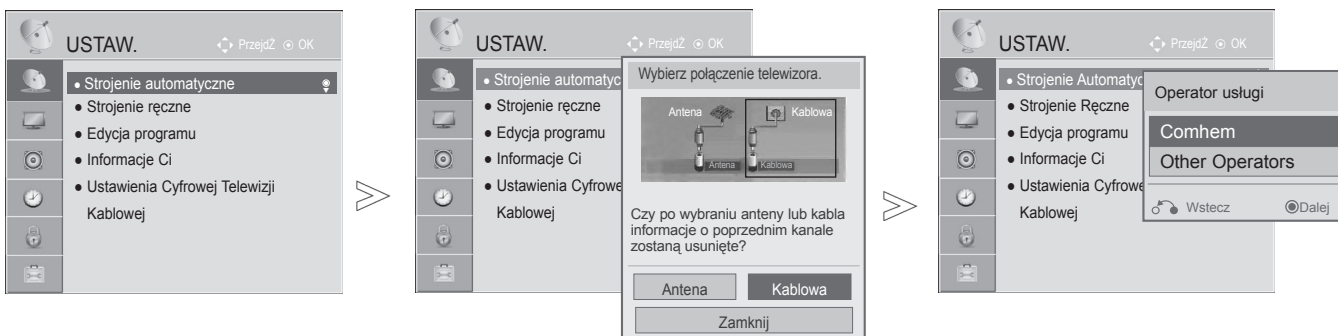 USTAW.
PrzejdŹ OK
• Strojenie automatyczne
• Strojenie ręczne
• Edycja programu
• Informacje Ci
• Ustawienia Cyfrowej Telewizji
Kablowej
USTAW.
PrzejdŹ OK
• Strojenie automatyc
• Strojenie ręczne
• Edycja programu
• Informacje Ci
• Ustawienia Cyfrowe
Kablowej
Wybierz połączenie telewizora.
Antena Kablowa
Antena Kablowa
Czy po wybraniu anteny lub kabla
informacje o poprzednim kanale
zostaną usunięte?
Antena Kablowa
Zamknij
USTAW.
PrzejdŹ OK
• Strojenie Automatyc
• Strojenie Ręczne
• Edycja programu
• Informacje Ci
• Ustawienia Cyfrowe
Kablowej
Operator usługi
Comhem
Other Operators
Wstecz Dalej